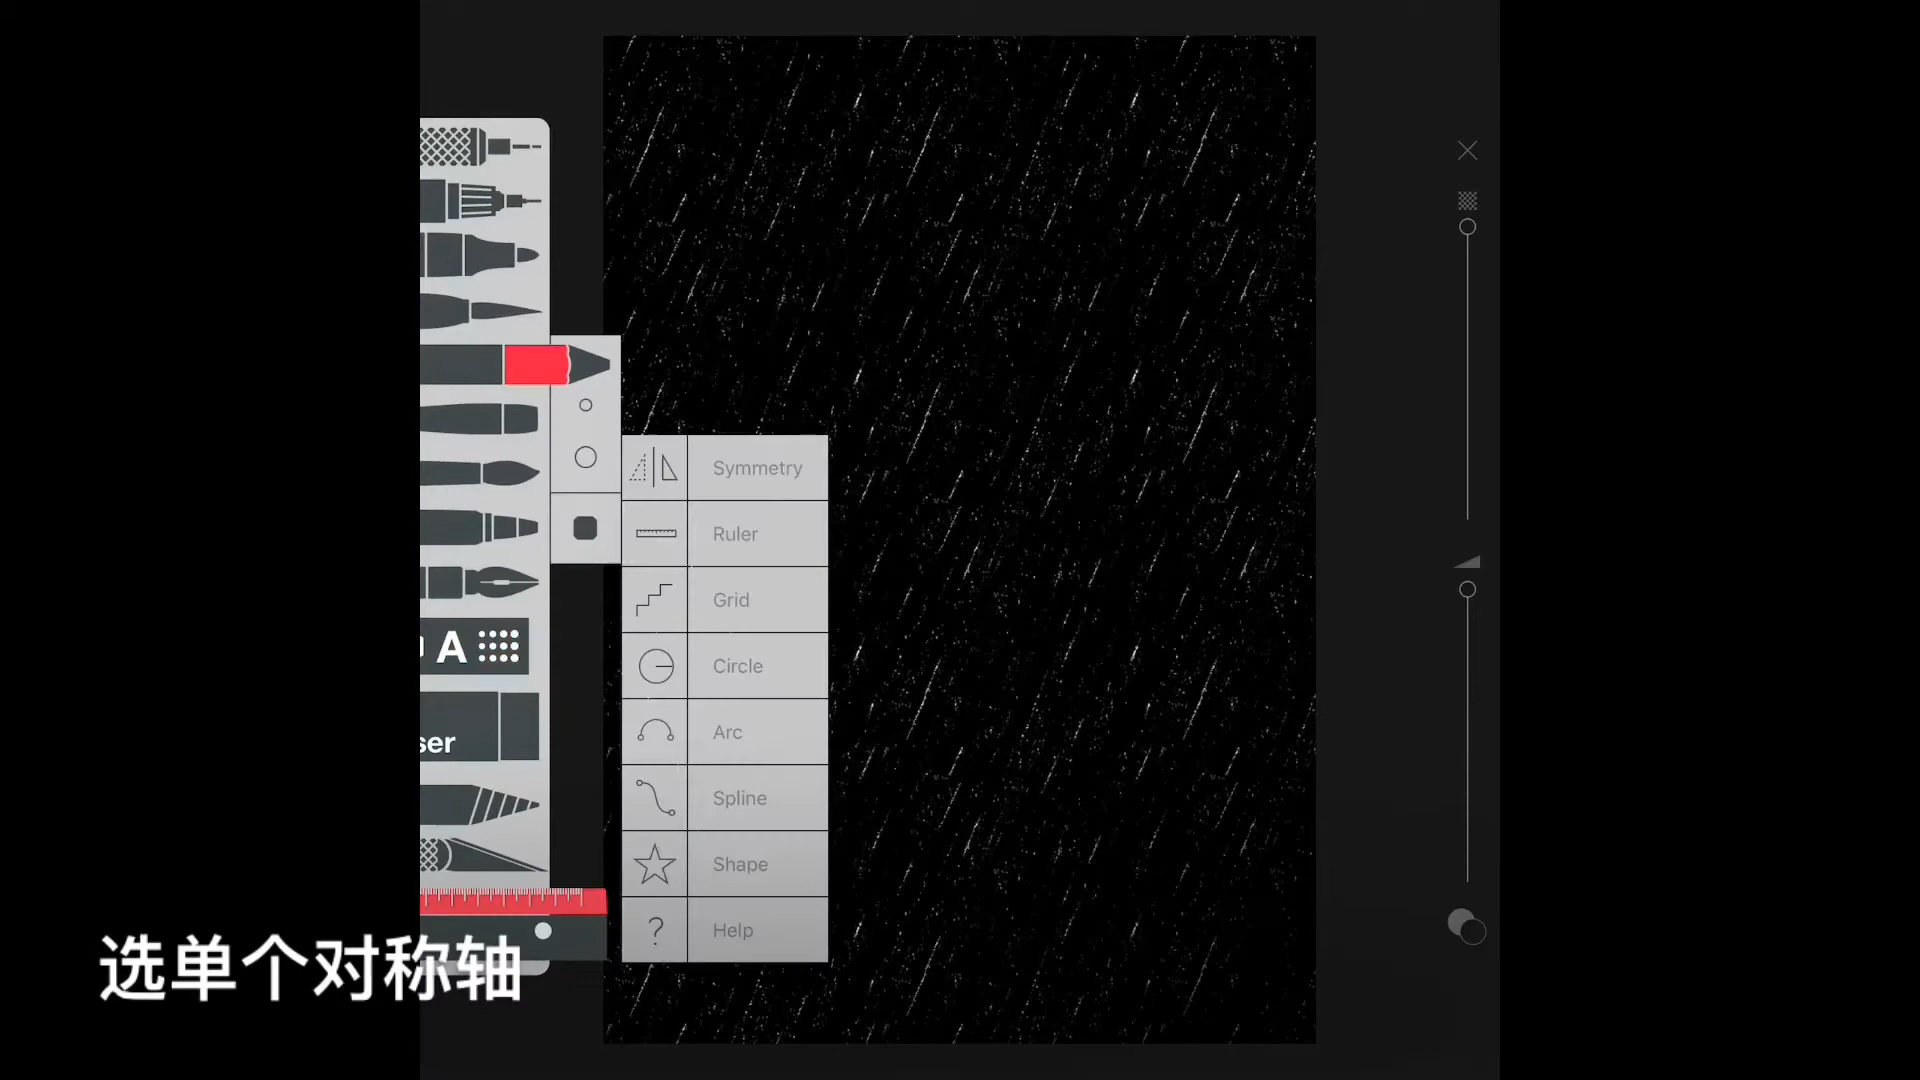 Symmetry
Ruler
Grid
Circle
A
Arc
ser
Spline
Shape
? Help
选单个对称轴